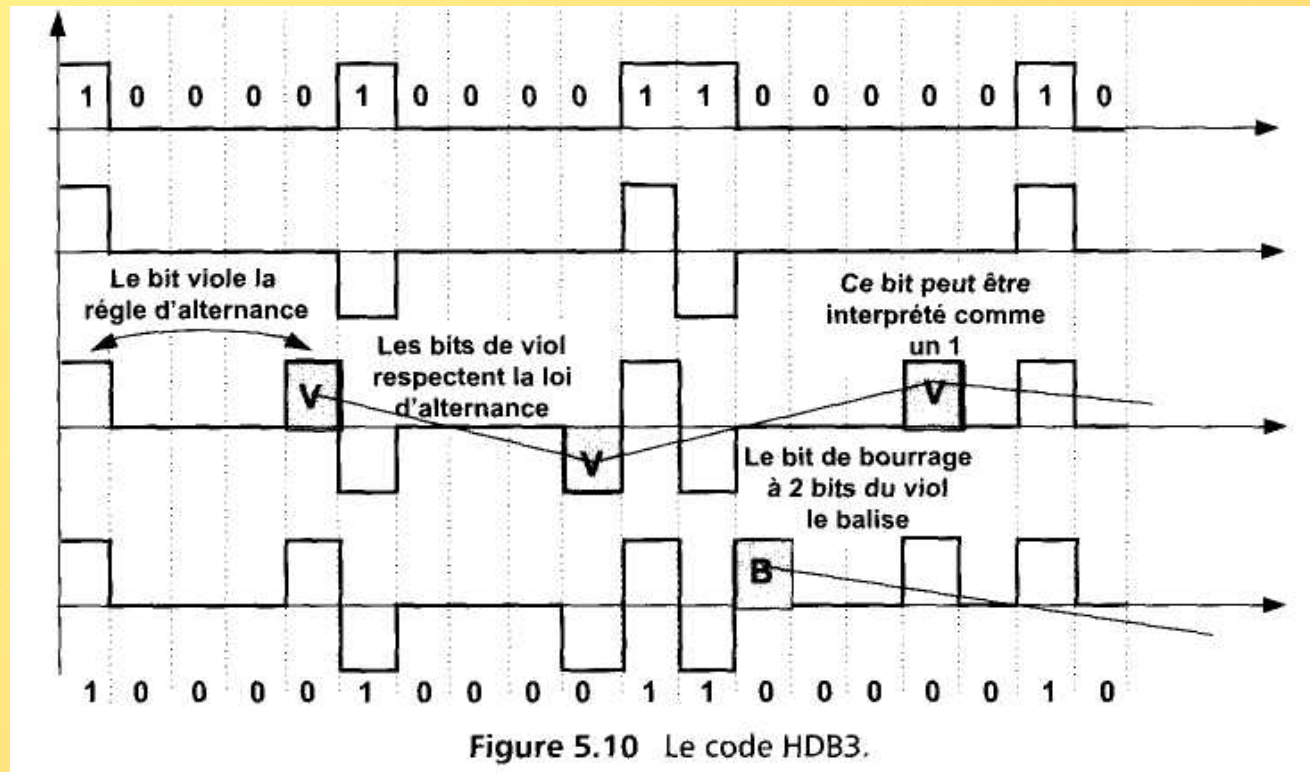 1 0 0 0 0 1 0 0 0 0 1 1 0 0 0 0 0 1 0
Le bit viole la
régle d'alternance
Les bits de viol
respectent la loi
d'alternance
Ce bit peut être
interprété comme
un 1
V
V
V
Le bit de bourrage
à 2 bits du viol
le balise
B
1 0 0 0 0 1 0 0 0 0 1 1 0 0 0 0 0 1 0
Figure 5.10 Le code HDB3.